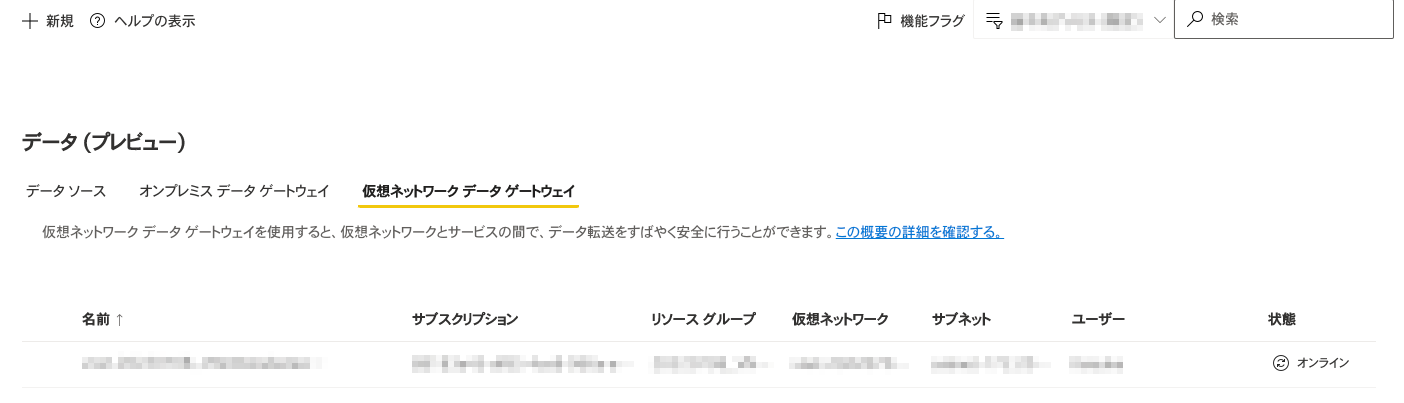 新規 ヘルプの表示 機能フラグ 検索
データ (プレビュー)
データ ソース オンプレミス データ ゲートウェイ 仮想ネットワーク データ ゲートウェイ
仮想ネットワーク データ ゲートウェイを使用すると、仮想ネットワークとサービスの間で、データ転送をすばやく安全に行うことができます。この概要の詳細を確認する。
名前 ↑ サブスクリプション リソース グループ 仮想ネットワーク サブネット ユーザー 状態
オンライン